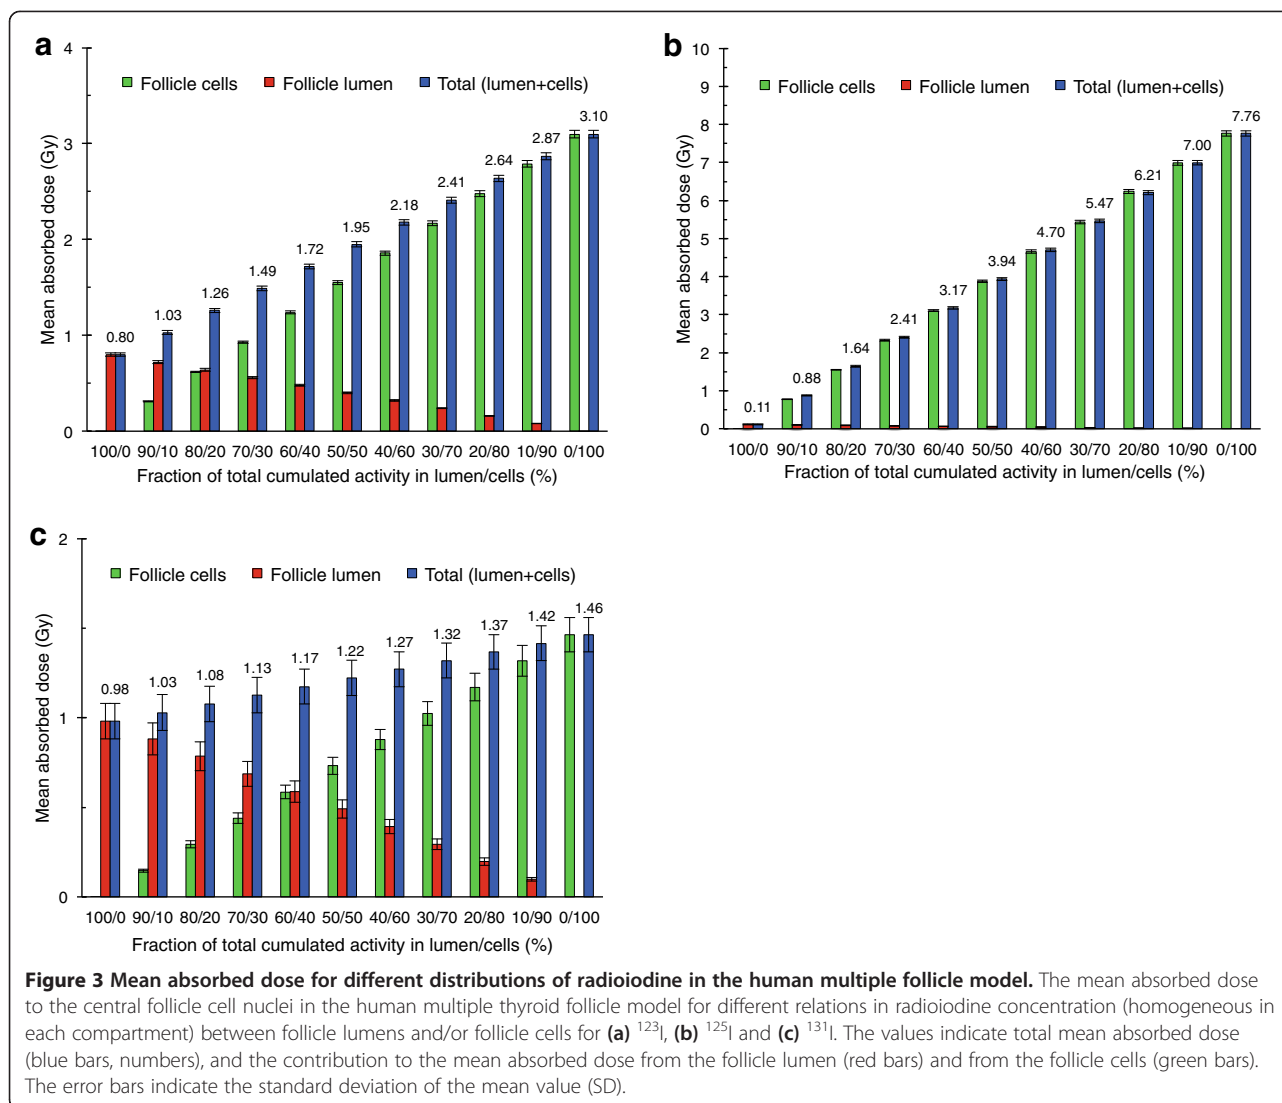 a
4
3
2
1
0
Mean absorbed dose (Gy)
Follicle cells Follicle lumen Total (lumen+cells)
0.80 1.03 1.26 1.49 1.72 1.95 2.18 2.41 2.64 2.87 3.10
100/0 90/10 80/20 70/30 60/40 50/50 40/60 30/70 20/80 10/90 0/100
Fraction of total cumulated activity in lumen/cells (%)
b
10
9
8
7
6
5
4
3
2
1
0
Mean absorbed dose (Gy)
Follicle cells Follicle lumen Total (lumen+cells)
0.11 0.88 1.64 2.41 3.17 3.94 4.70 5.47 6.21 7.00 7.76
100/0 90/10 80/20 70/30 60/40 50/50 40/60 30/70 20/80 10/90 0/100
Fraction of total cumulated activity in lumen/cells (%)
c
2
1
0
Mean absorbed dose (Gy)
Follicle cells Follicle lumen Total (lumen+cells)
0.98 1.03 1.08 1.13 1.17 1.22 1.27 1.32 1.37 1.42 1.46
100/0 90/10 80/20 70/30 60/40 50/50 40/60 30/70 20/80 10/90 0/100
Fraction of total cumulated activity in lumen/cells (%)
Figure 3 Mean absorbed dose for different distributions of radioiodine in the human multiple follicle model. The mean absorbed dose
to the central follicle cell nuclei in the human multiple thyroid follicle model for different relations in radioiodine concentration (homogeneous in
each compartment) between follicle lumens and/or follicle cells for (a) ¹²³I, (b) ¹²⁵I and (c) ¹³¹I. The values indicate total mean absorbed dose
(blue bars, numbers), and the contribution to the mean absorbed dose from the follicle lumen (red bars) and from the follicle cells (green bars).
The error bars indicate the standard deviation of the mean value (SD).